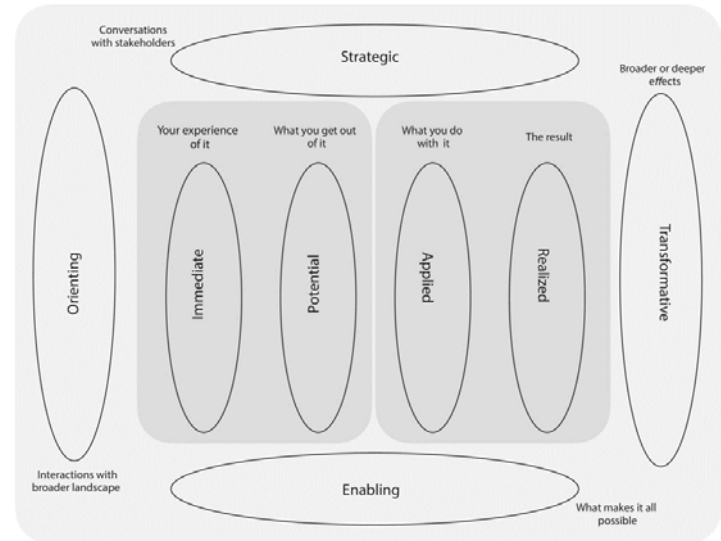 Conversations
with stakeholders
Strategic
Broader or deeper
effects
Your experience
of it
What you get out
of it
What you do
with it
The result
Orienting
Immediate
Potential
Applied
Realized
Transformative
Interactions with
broader landscape
Enabling
What makes it all
possible